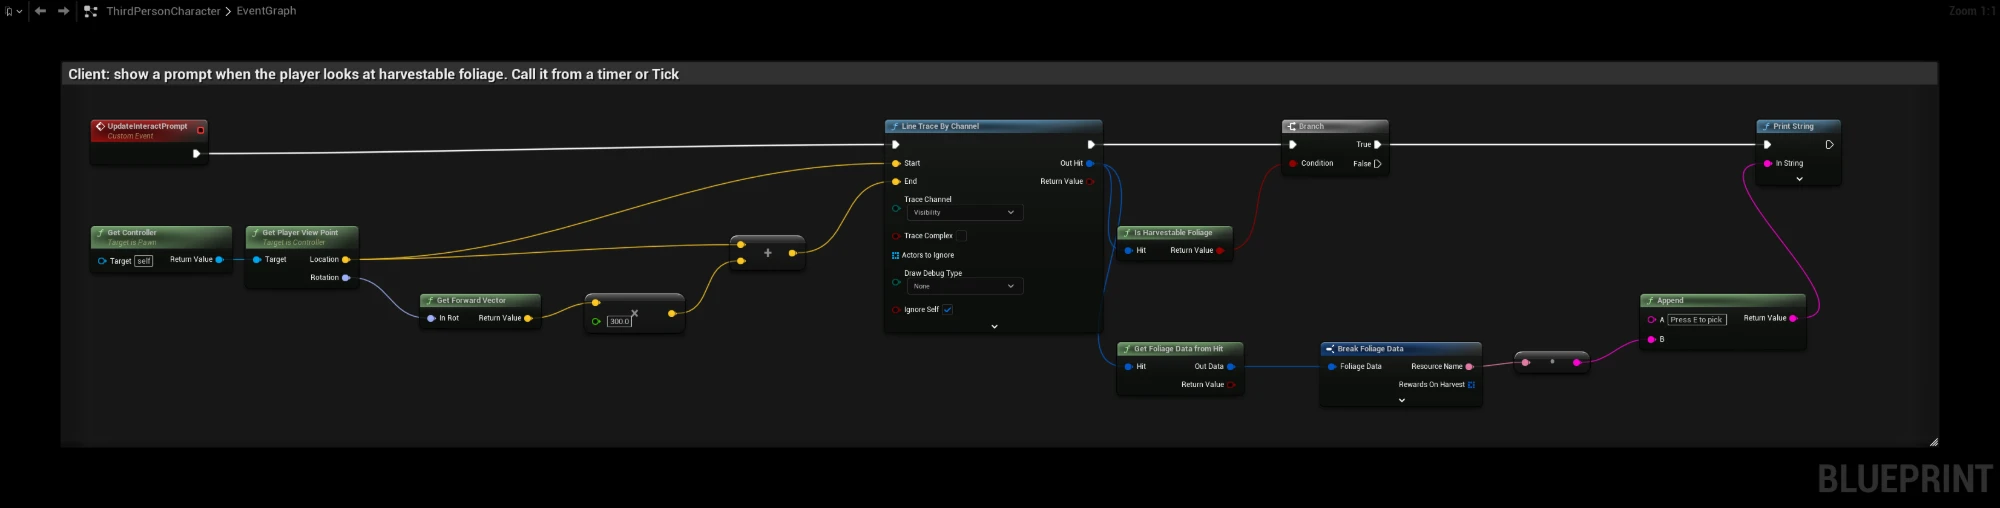 ThirdPersonCharacter > EventGraph
Zoom 1:1
Client: show a prompt when the player looks at harvestable foliage. Call it from a timer or Tick
UpdateInteractPrompt
Custom Event
Get Controller
Target is Pawn
Target self
Return Value
Get Player View Point
Target is Controller
Target
Location
Rotation
Get Forward Vector
In Rot
Return Value
×
300.0
+
Line Trace By Channel
Start
Out Hit
End
Return Value
Trace Channel
Visibility
Trace Complex
Actors to Ignore
Draw Debug Type
None
Ignore Self
Is Harvestable Foliage
Hit
Return Value
Branch
True
Condition
False
Get Foliage Data from Hit
Hit
Out Data
Return Value
Break Foliage Data
Foliage Data
Resource Name
Rewards On Harvest
Append
A Press E to pick
Return Value
B
Print String
In String
BLUEPRINT